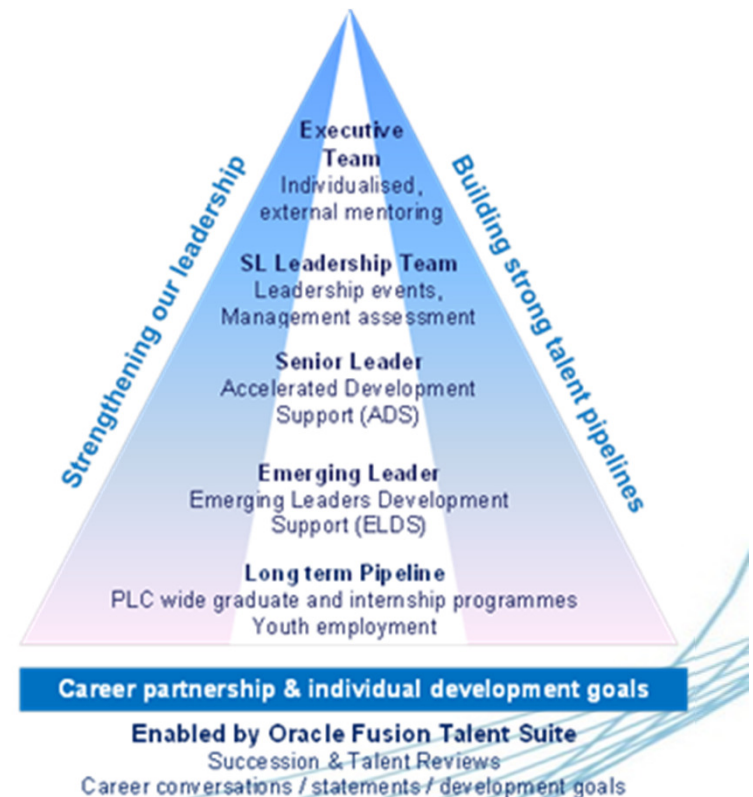 Strengthening our leadership
Building strong talent pipelines
Executive
Team
Individualised,
external mentoring
SL Leadership Team
Leadership events,
Management assessment
Senior Leader
Accelerated Development
Support (ADS)
Emerging Leader
Emerging Leaders Development
Support (ELDS)
Long term Pipeline
PLC wide graduate and internship programmes
Youth employment
Career partnership & individual development goals
Enabled by Oracle Fusion Talent Suite
Succession & Talent Reviews
Career conversations / statements / development goals